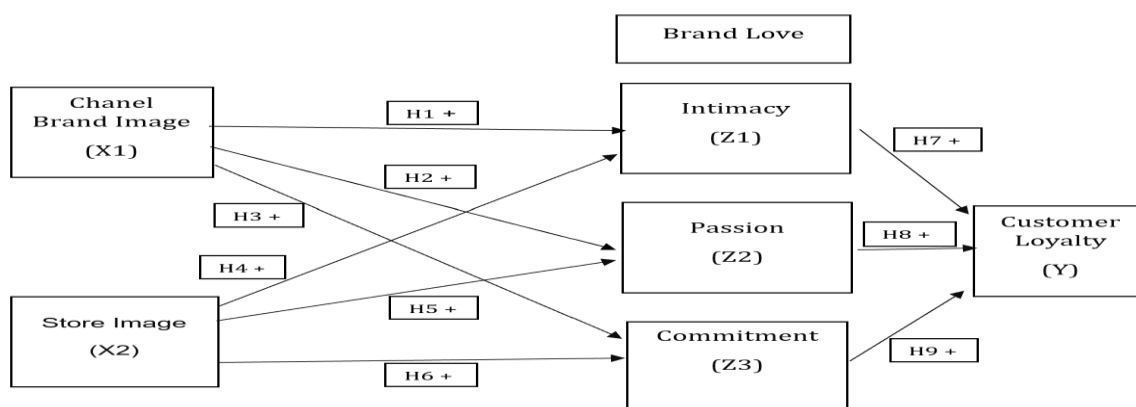 Brand Love
Chanel
Brand Image
(X1)
H1 +
Intimacy
(Z1)
H7 +
H2 +
H3 +
Passion
(Z2)
H8 +
Customer
Loyalty
(Y)
H4 +
Store Image
(X2)
H5 +
Commitment
(Z3)
H9 +
H6 +